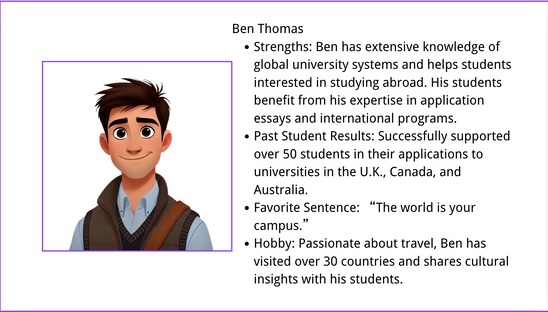 Ben Thomas
• Strengths: Ben has extensive knowledge of
global university systems and helps students
interested in studying abroad. His students
benefit from his expertise in application
essays and international programs.
• Past Student Results: Successfully supported
over 50 students in their applications to
universities in the U.K., Canada, and
Australia.
• Favorite Sentence: “The world is your
campus.”
• Hobby: Passionate about travel, Ben has
visited over 30 countries and shares cultural
insights with his students.